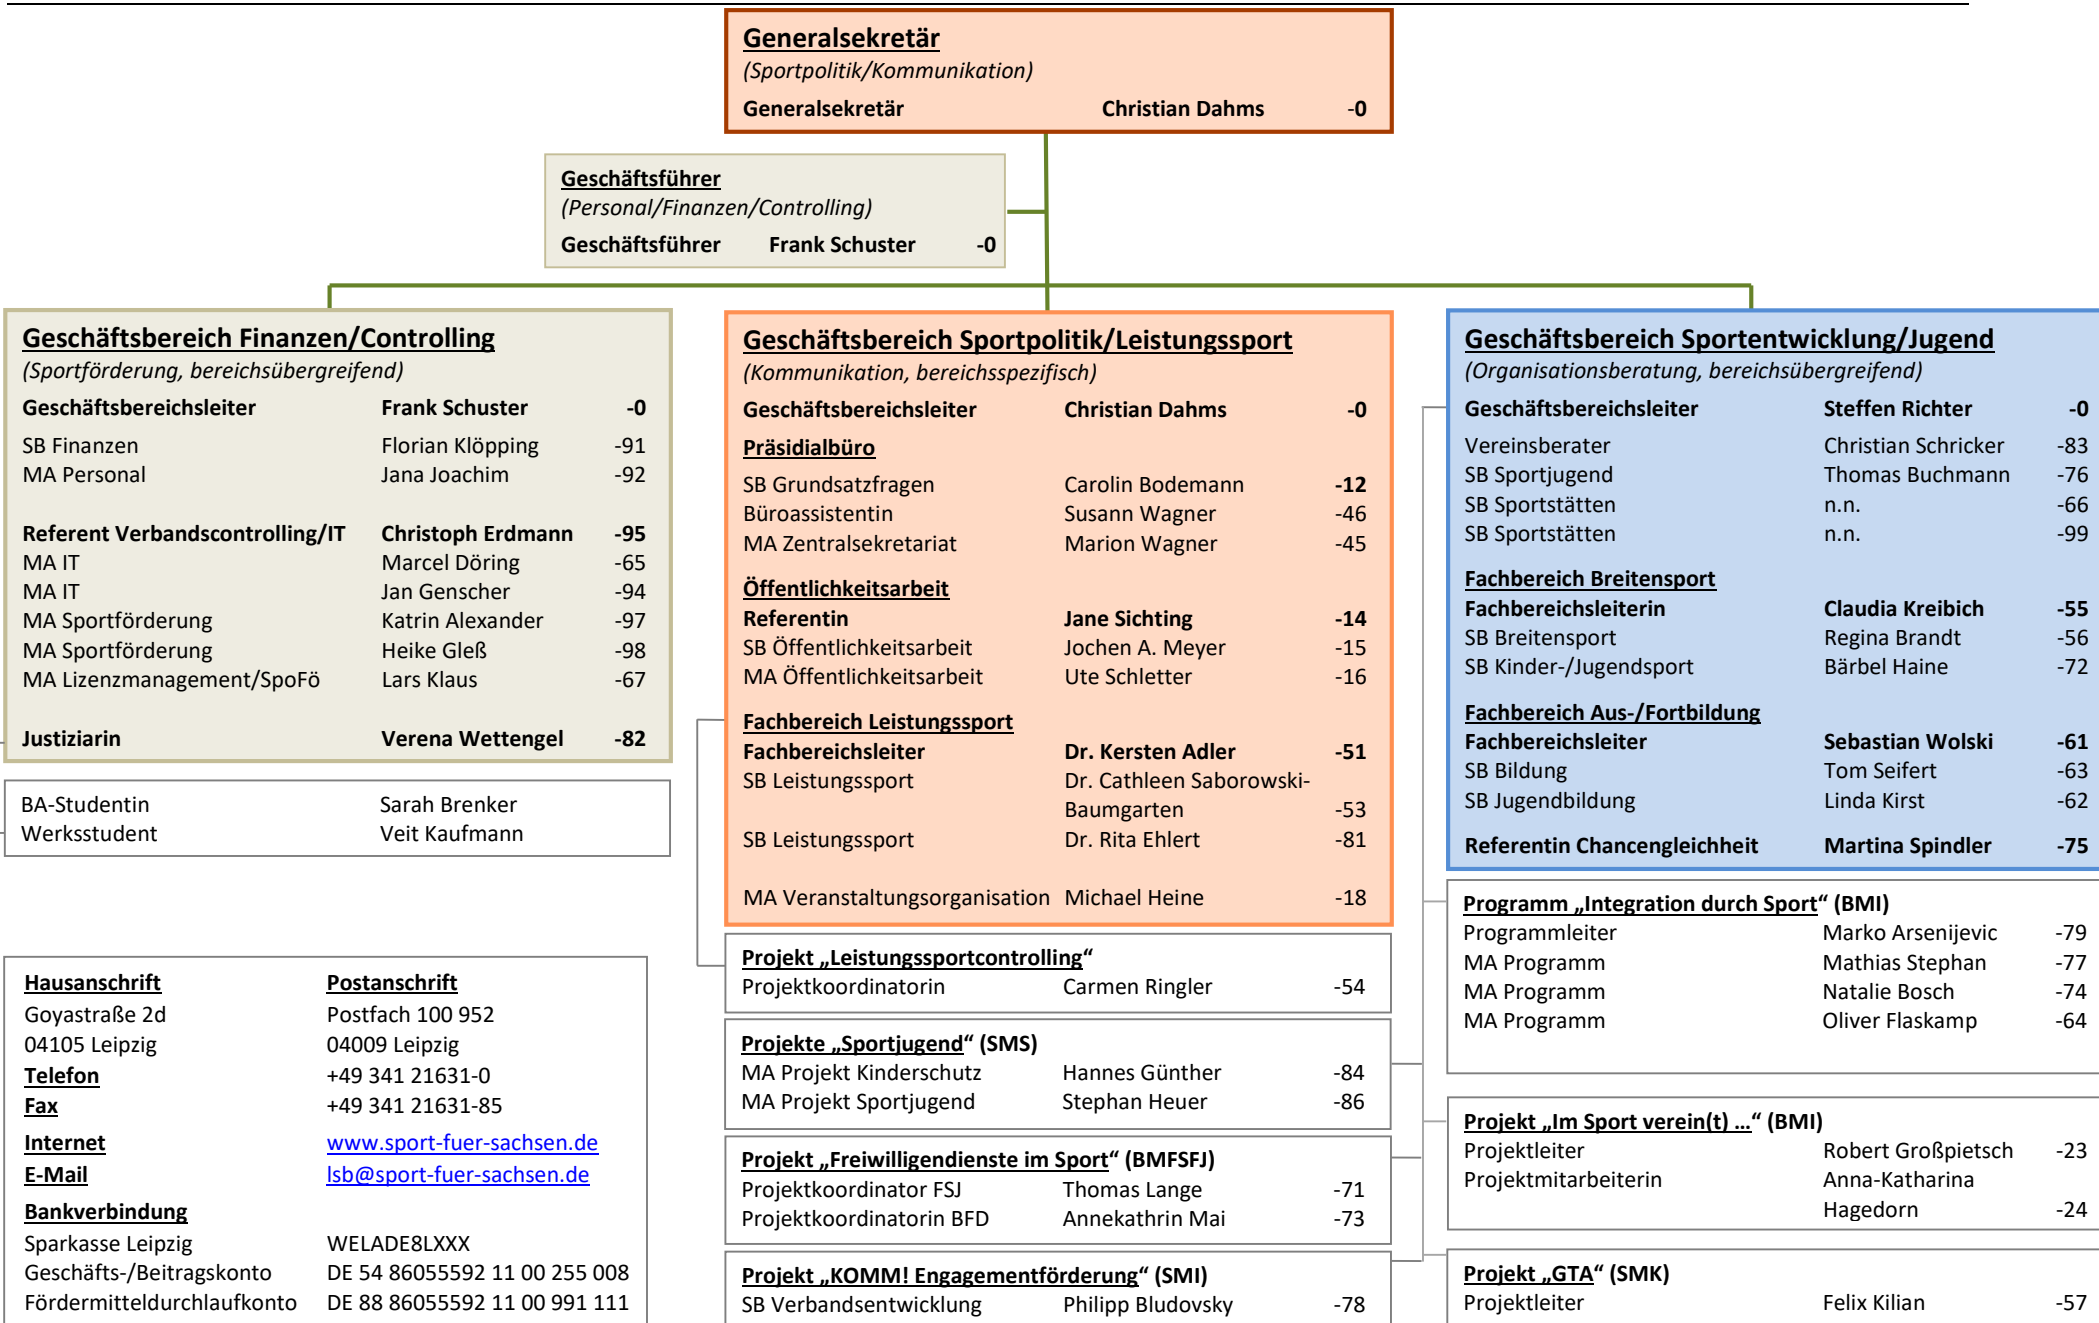 Generalsekretär
(Sportpolitik/Kommunikation)
Generalsekretär Christian Dahms -0
Geschäftsführer
(Personal/Finanzen/Controlling)
Geschäftsführer Frank Schuster -0
Geschäftsbereich Finanzen/Controlling
(Sportförderung, bereichsübergreifend)
Geschäftsbereichsleiter Frank Schuster -0
SB Finanzen Florian Klöpping -91
MA Personal Jana Joachim -92
Referent Verbandscontrolling/IT Christoph Erdmann -95
MA IT Marcel Döring -65
MA IT Jan Genscher -94
MA Sportförderung Katrin Alexander -97
MA Sportförderung Heike Gleß -98
MA Lizenzmanagement/SpoFö Lars Klaus -67
Justiziarin Verena Wettengel -82
BA-Studentin Sarah Brenker
Werksstudent Veit Kaufmann
Hausanschrift Postanschrift
Goyastraße 2d Postfach 100 952
04105 Leipzig 04009 Leipzig
Telefon +49 341 21631-0
Fax +49 341 21631-85
Internet www.sport-fuer-sachsen.de
E-Mail lsb@sport-fuer-sachsen.de
Bankverbindung
Sparkasse Leipzig WELADE8LXXX
Geschäfts-/Beitragskonto DE 54 86055592 11 00 255 008
Fördermitteldurchlaufkonto DE 88 86055592 11 00 991 111
Geschäftsbereich Sportpolitik/Leistungssport
(Kommunikation, bereichsspezifisch)
Geschäftsbereichsleiter Christian Dahms -0
Präsidialbüro
SB Grundsatzfragen Carolin Bodemann -12
Büroassistentin Susann Wagner -46
MA Zentralsekretariat Marion Wagner -45
Öffentlichkeitsarbeit
Referentin Jane Sichting -14
SB Öffentlichkeitsarbeit Jochen A. Meyer -15
MA Öffentlichkeitsarbeit Ute Schletter -16
Fachbereich Leistungssport
Fachbereichsleiter Dr. Kersten Adler -51
SB Leistungssport Dr. Cathleen Saborowski-
Baumgarten -53
SB Leistungssport Dr. Rita Ehlert -81
MA Veranstaltungsorganisation Michael Heine -18
Projekt „Leistungssportcontrolling“
Projektkoordinatorin Carmen Ringler -54
Projekte „Sportjugend“ (SMS)
MA Projekt Kinderschutz Hannes Günther -84
MA Projekt Sportjugend Stephan Heuer -86
Projekt „Freiwilligendienste im Sport“ (BMFSFJ)
Projektkoordinator FSJ Thomas Lange -71
Projektkoordinatorin BFD Annekathrin Mai -73
Projekt „KOMM! Engagementförderung“ (SMI)
SB Verbandsentwicklung Philipp Bludovsky -78
Geschäftsbereich Sportentwicklung/Jugend
(Organisationsberatung, bereichsübergreifend)
Geschäftsbereichsleiter Steffen Richter -0
Vereinsberater Christian Schricker -83
SB Sportjugend Thomas Buchmann -76
SB Sportstätten n.n. -66
SB Sportstätten n.n. -99
Fachbereich Breitensport
Fachbereichsleiterin Claudia Kreibich -55
SB Breitensport Regina Brandt -56
SB Kinder-/Jugendsport Bärbel Haine -72
Fachbereich Aus-/Fortbildung
Fachbereichsleiter Sebastian Wolski -61
SB Bildung Tom Seifert -63
SB Jugendbildung Linda Kirst -62
Referentin Chancengleichheit Martina Spindler -75
Programm „Integration durch Sport“ (BMI)
Programmleiter Marko Arsenijevic -79
MA Programm Mathias Stephan -77
MA Programm Natalie Bosch -74
MA Programm Oliver Flaskamp -64
Projekt „Im Sport verein(t) …“ (BMI)
Projektleiter Robert Großpietsch -23
Projektmitarbeiterin Anna-Katharina
Hagedorn -24
Projekt „GTA“ (SMK)
Projektleiter Felix Kilian -57